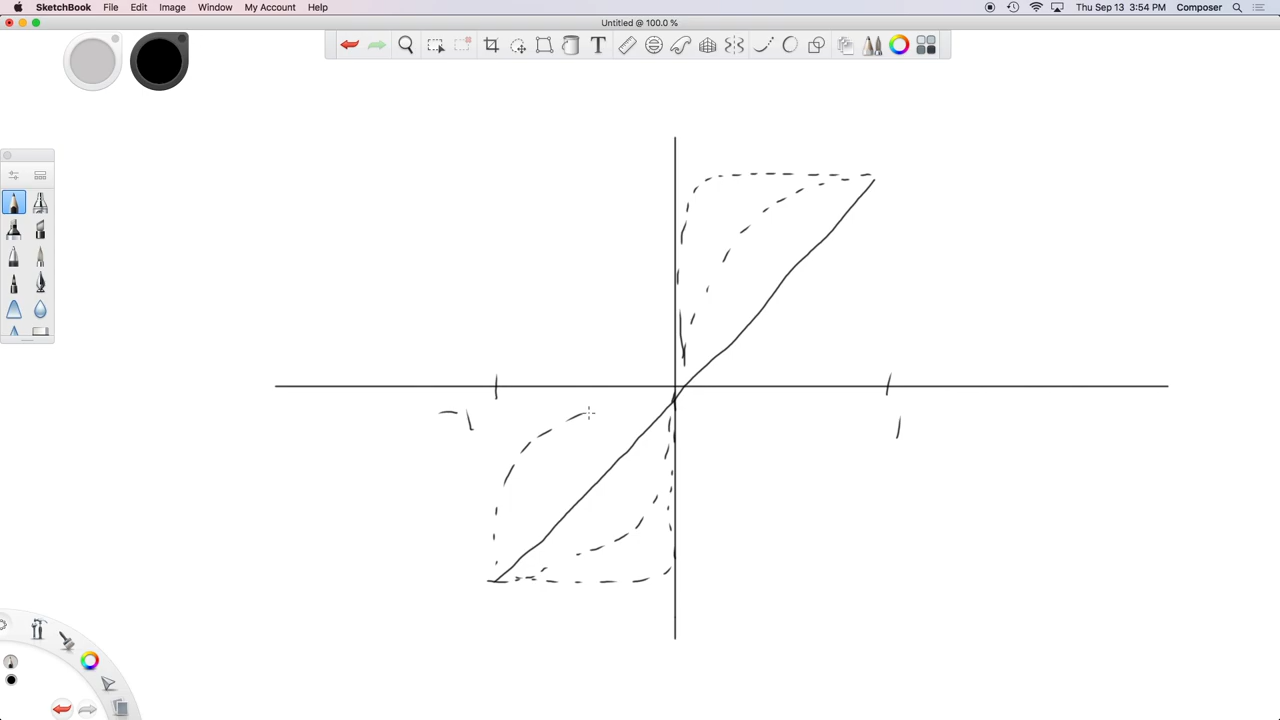 SketchBook File Edit Image Window My Account Help Thu Sep 13 3:54 PM Composer
Untitled @ 100.0 %
T
-1 1